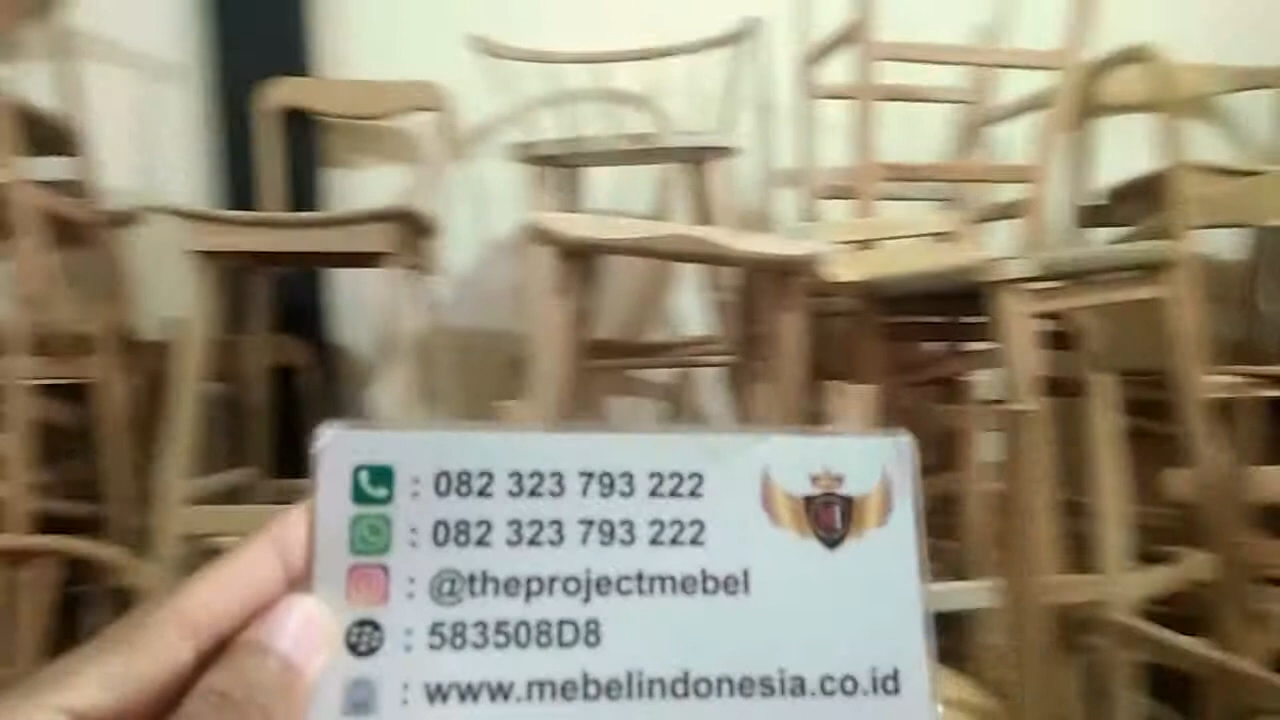 : 082 323 793 222
: 082 323 793 222
: @theprojectmebel
: 583508D8
: www.mebelindonesia.co.id